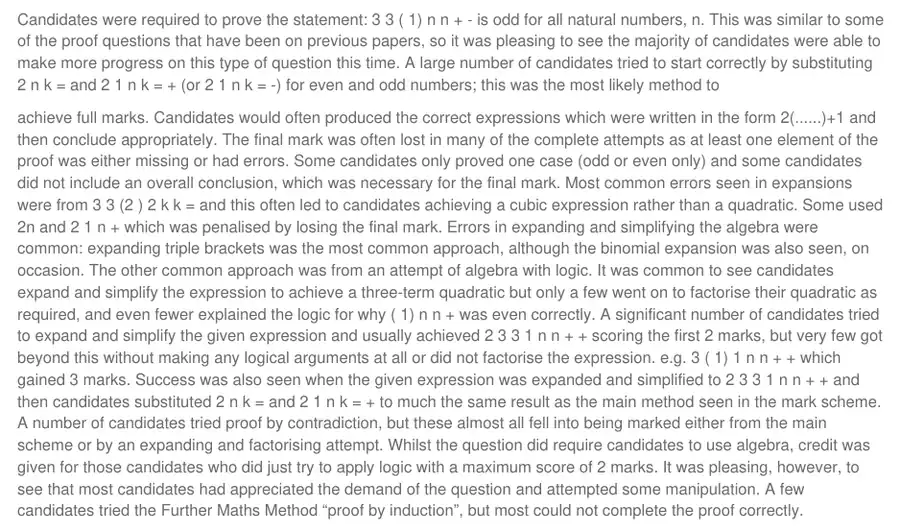 Candidates were required to prove the statement: 3 3 ( 1) n n + - is odd for all natural numbers, n. This was similar to some
of the proof questions that have been on previous papers, so it was pleasing to see the majority of candidates were able to
make more progress on this type of question this time. A large number of candidates tried to start correctly by substituting
2 n k = and 2 1 n k = + (or 2 1 n k = -) for even and odd numbers; this was the most likely method to
achieve full marks. Candidates would often produced the correct expressions which were written in the form 2(......)+1 and
then conclude appropriately. The final mark was often lost in many of the complete attempts as at least one element of the
proof was either missing or had errors. Some candidates only proved one case (odd or even only) and some candidates
did not include an overall conclusion, which was necessary for the final mark. Most common errors seen in expansions
were from 3 3 (2 ) 2 k k = and this often led to candidates achieving a cubic expression rather than a quadratic. Some used
2n and 2 1 n + which was penalised by losing the final mark. Errors in expanding and simplifying the algebra were
common: expanding triple brackets was the most common approach, although the binomial expansion was also seen, on
occasion. The other common approach was from an attempt of algebra with logic. It was common to see candidates
expand and simplify the expression to achieve a three-term quadratic but only a few went on to factorise their quadratic as
required, and even fewer explained the logic for why ( 1) n n + was even correctly. A significant number of candidates tried
to expand and simplify the given expression and usually achieved 2 3 3 1 n n + + scoring the first 2 marks, but very few got
beyond this without making any logical arguments at all or did not factorise the expression. e.g. 3 ( 1) 1 n n + + which
gained 3 marks. Success was also seen when the given expression was expanded and simplified to 2 3 3 1 n n + + and
then candidates substituted 2 n k = and 2 1 n k = + to much the same result as the main method seen in the mark scheme.
A number of candidates tried proof by contradiction, but these almost all fell into being marked either from the main
scheme or by an expanding and factorising attempt. Whilst the question did require candidates to use algebra, credit was
given for those candidates who did just try to apply logic with a maximum score of 2 marks. It was pleasing, however, to
see that most candidates had appreciated the demand of the question and attempted some manipulation. A few
candidates tried the Further Maths Method “proof by induction”, but most could not complete the proof correctly.